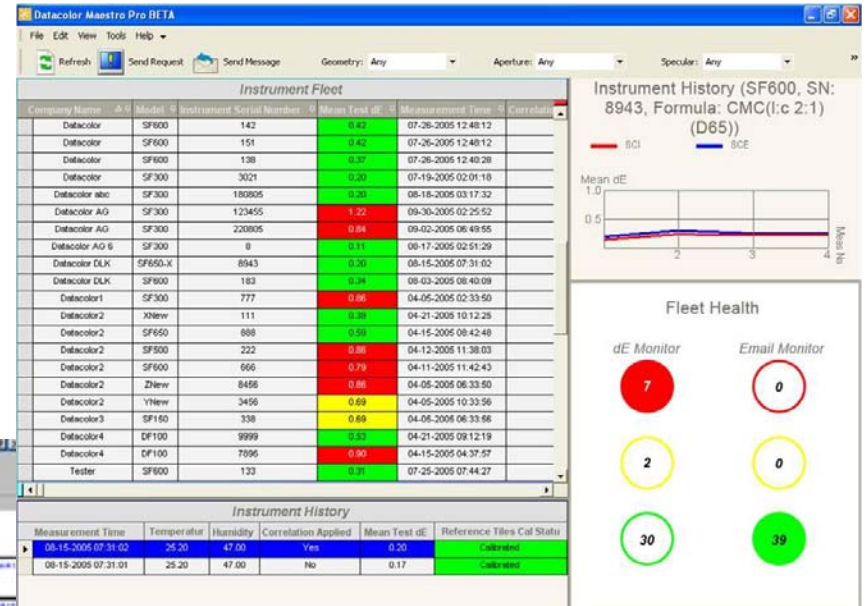 Datacolor Maestro Pro BETA
File Edit View Tools Help
Refresh Send Request Send Message Geometry: Any Aperture: Any Specular: Any
Instrument Fleet
Company Name Model Instrument Serial Number Mean Test dE Measurement Time Correlatio
Datacolor SF600 142 0.42 07-26-2005 12:48:12
Datacolor SF600 151 0.42 07-26-2005 12:48:12
Datacolor SF600 138 0.37 07-26-2005 12:40:28
Datacolor SF300 3021 0.20 07-19-2005 02:01:18
Datacolor abc SF300 180805 0.20 08-18-2005 03:17:32
Datacolor AG SF300 123455 1.22 09-30-2005 02:25:52
Datacolor AG SF300 220805 0.84 09-02-2005 06:49:55
Datacolor AG 6 SF300 8 0.11 08-17-2005 02:51:29
Datacolor DLK SF650-X 8943 0.20 08-15-2005 07:31:02
Datacolor DLK SF600 183 0.34 08-03-2005 08:40:09
Datacolor1 SF300 777 0.86 04-05-2005 02:33:50
Datacolor2 XNew 111 0.39 04-21-2005 10:12:25
Datacolor2 SF650 888 0.59 04-15-2005 08:42:48
Datacolor2 SF500 222 0.86 04-12-2005 11:38:03
Datacolor2 SF600 666 0.79 04-11-2005 11:42:43
Datacolor2 ZNew 8456 0.86 04-05-2005 06:33:50
Datacolor2 YNew 3456 0.69 04-05-2005 10:33:56
Datacolor3 SF150 338 0.69 04-05-2005 06:33:56
Datacolor4 DF100 9999 0.53 04-21-2005 09:12:19
Datacolor4 DF100 7896 0.90 04-15-2005 04:37:57
Tester SF600 133 0.31 07-25-2005 07:44:27
Instrument History
Measurement Time Temperatur Humidity Correlation Applied Mean Test dE Reference Tiles Cal Statu
08-15-2005 07:31:02 25.20 47.00 Yes 0.20 Calibrated
08-15-2005 07:31:01 25.20 47.00 No 0.17 Calibrated
Instrument History (SF600, SN:
8943, Formula: CMC(l:c 2:1)
(D65))
SCI SCE
Mean dE
1.0
0.5
2 3 4
Meas No
Fleet Health
dE Monitor Email Monitor
7 0
2 0
30 39